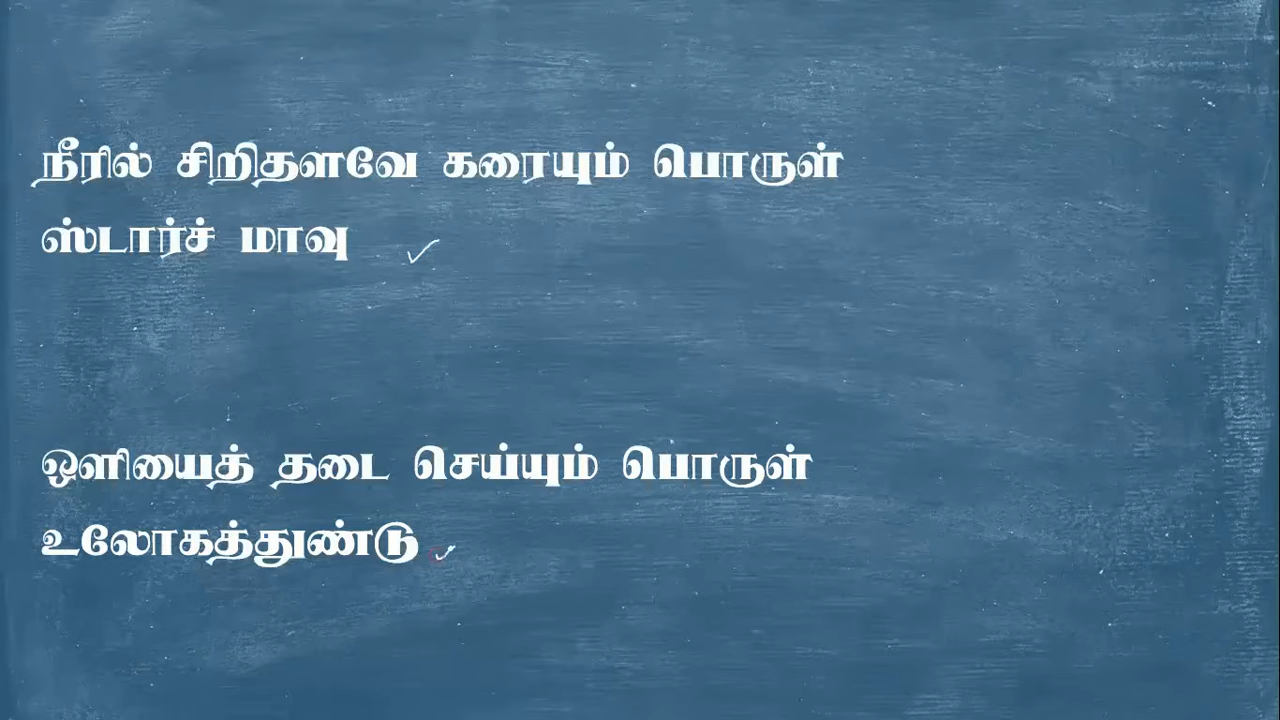 நீரில் சிறிதளவே கரையும் பொருள்
ஸ்டார்ச் மாவு
ஒளியைத் தடை செய்யும் பொருள்
உலோகத்துண்டு